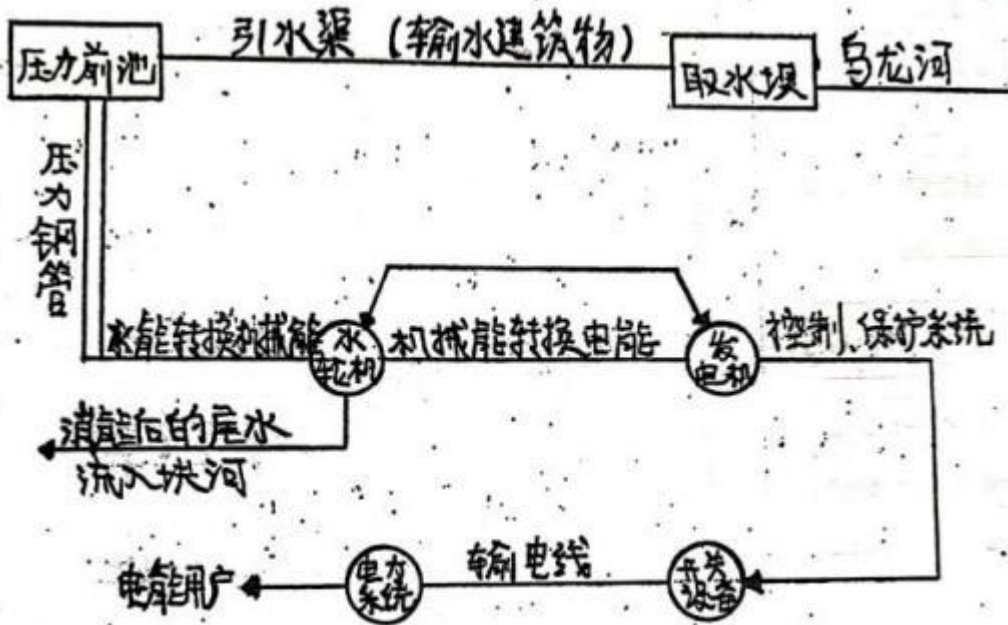 引水渠（输水建筑物）
压力前池
取水坝
乌龙河
压力钢管
水能转换机械能
水轮机
机械能转换电能
发电机
控制、保护系统
消能后的尾水
流入块河
电能用户
电力系统
输电线
开关设备